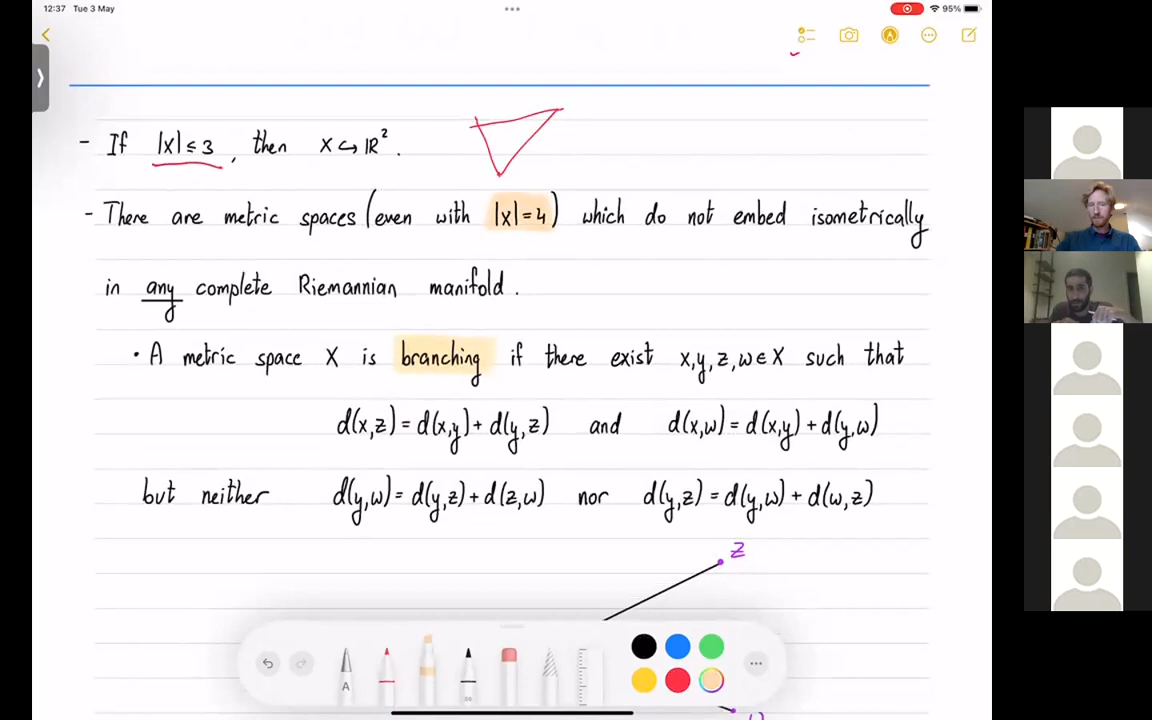 12:37 Tue 3 May
95%
- If |X| ≤ 3, then X ↪ ℝ².
- There are metric spaces (even with |X|=4) which do not embed isometrically
in any complete Riemannian manifold.
• A metric space X is branching if there exist x,y,z,w ∈ X such that
d(x,z) = d(x,y) + d(y,z) and d(x,w) = d(x,y) + d(y,w)
but neither d(y,w) = d(y,z) + d(z,w) nor d(y,z) = d(y,w) + d(w,z)
z
A